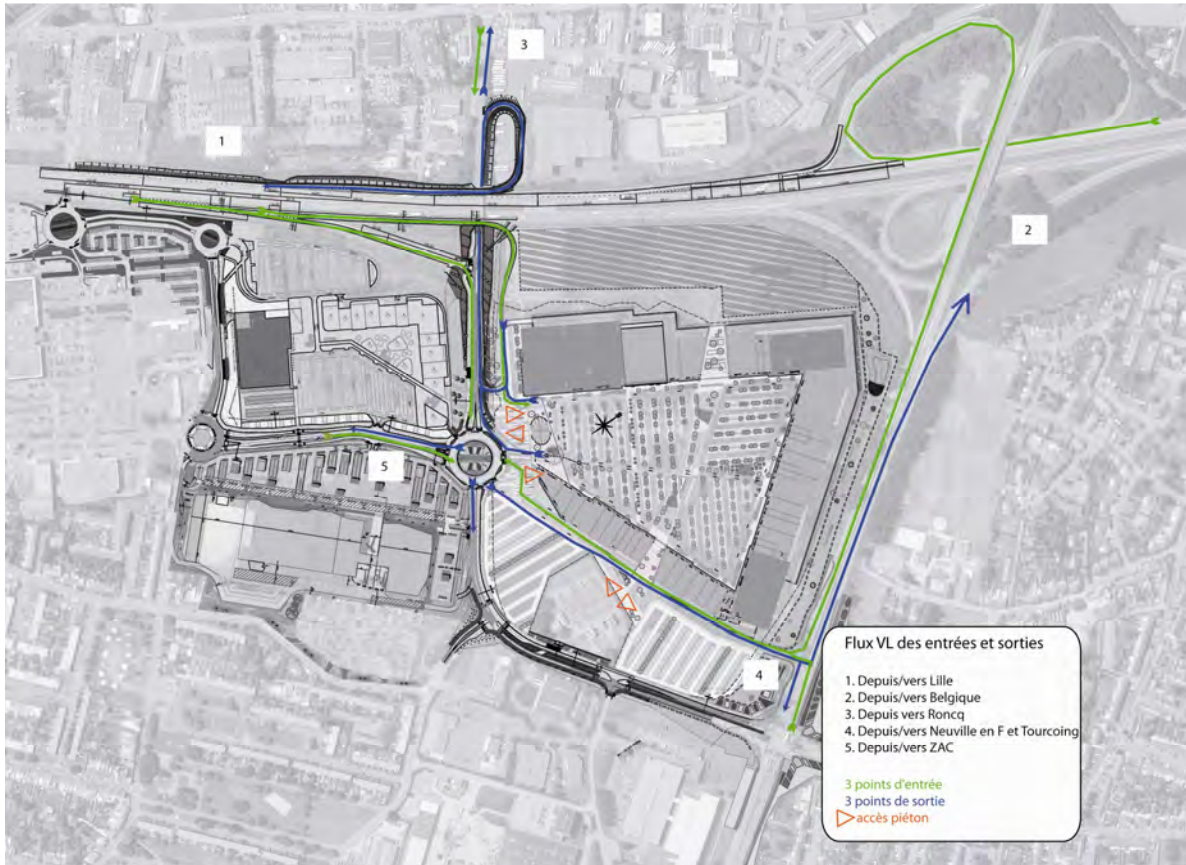 3
1
2
5
4
Flux VL des entrées et sorties
1. Depuis/vers Lille
2. Depuis/vers Belgique
3. Depuis vers Roncq
4. Depuis/vers Neuville en F et Tourcoing
5. Depuis/vers ZAC
3 points d'entrée
3 points de sortie
accès piéton